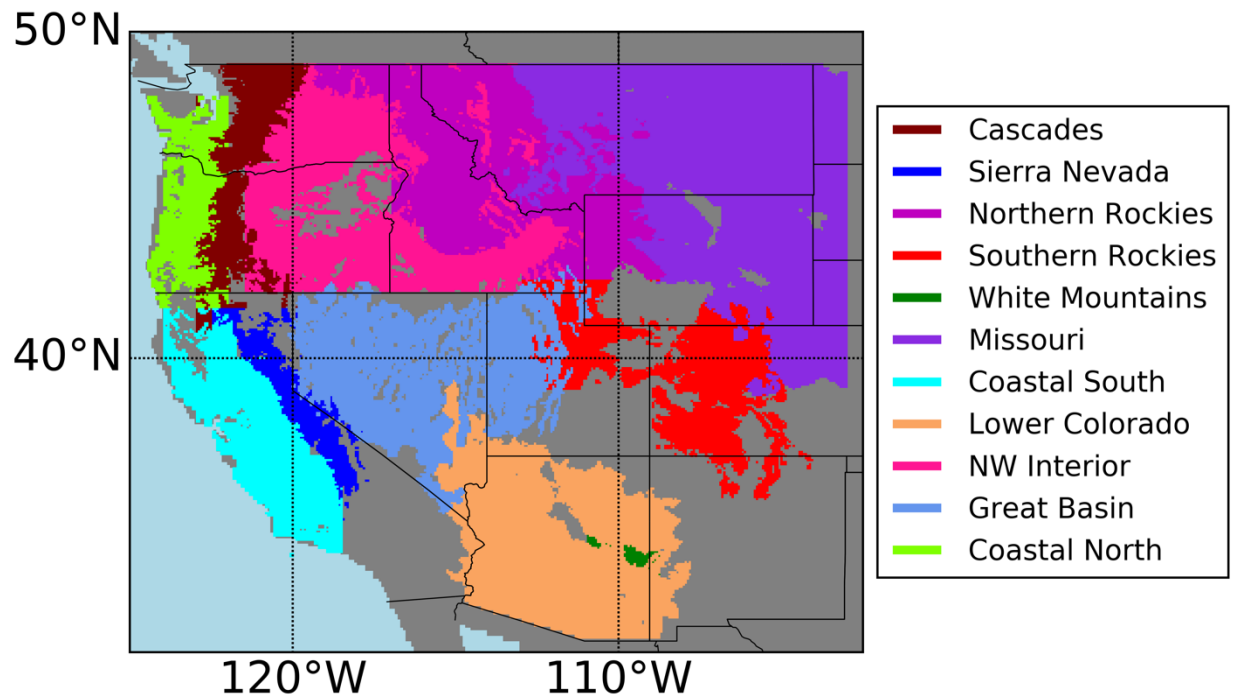 50°N
40°N
120°W
110°W
Cascades
Sierra Nevada
Northern Rockies
Southern Rockies
White Mountains
Missouri
Coastal South
Lower Colorado
NW Interior
Great Basin
Coastal North